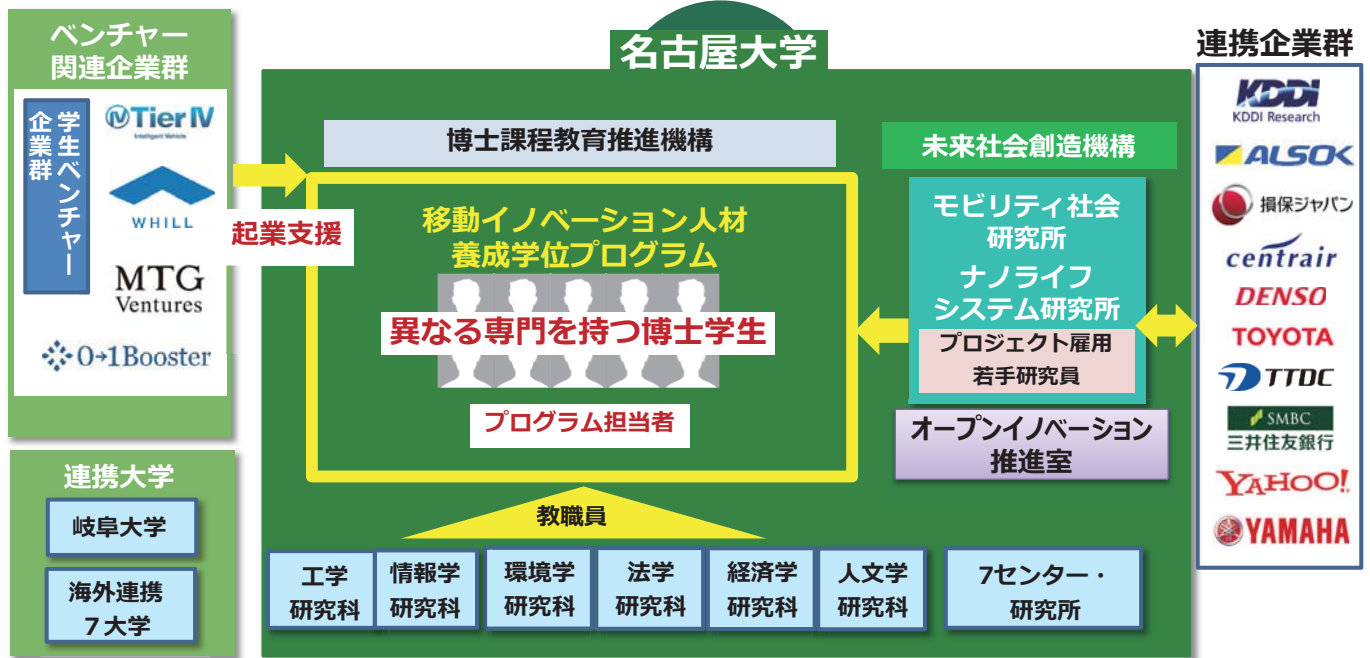 ベンチャー
関連企業群
学生ベンチャー
企業群
Tier IV
Intelligent Vehicle
WHILL
MTG
Ventures
0→1Booster
起業支援
連携大学
岐阜大学
海外連携
7大学
名古屋大学
博士課程教育推進機構
移動イノベーション人材
養成学位プログラム
異なる専門を持つ博士学生
プログラム担当者
教職員
工学
研究科
情報学
研究科
環境学
研究科
法学
研究科
経済学
研究科
人文学
研究科
7センター・
研究所
未来社会創造機構
モビリティ社会
研究所
ナノライフ
システム研究所
プロジェクト雇用
若手研究員
オープンイノベーション
推進室
連携企業群
KDDI
KDDI Research
ALSOK
損保ジャパン
centrair
DENSO
TOYOTA
TTDC
SMBC
三井住友銀行
YAHOO!
YAMAHA